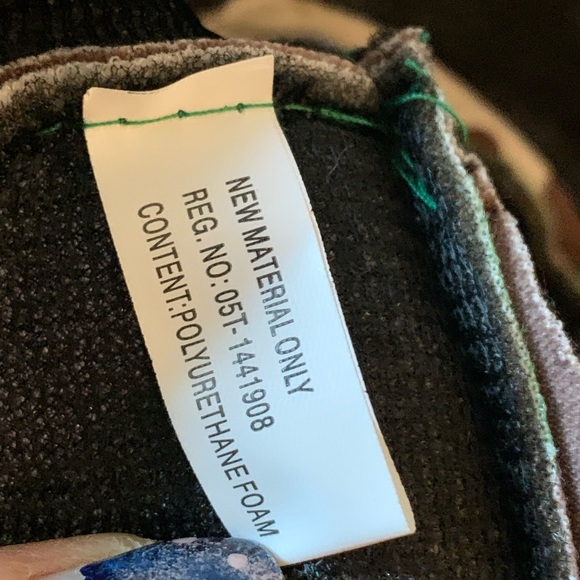 NEW MATERIAL ONLY
REG. NO: 05T-1441908
CONTENT:POLYURETHANE FOAM